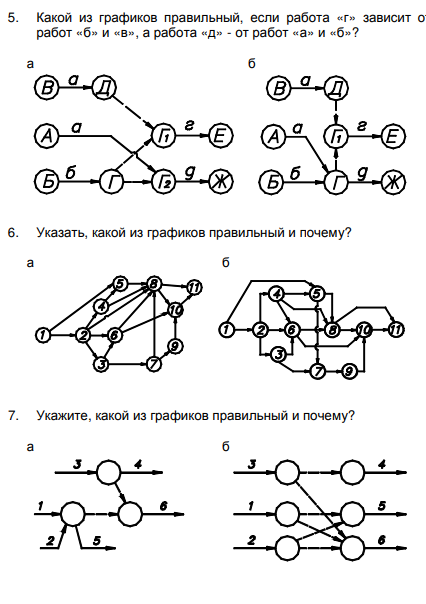 5. Какой из графиков правильный, если работа «г» зависит о
работ «б» и «в», а работа «д» - от работ «а» и «б»?
а б
В а Д В а Д
А а Г1 г Е А а Г1 г Е
Б б Г Г2 д Ж Б б Г д Ж
6. Указать, какой из графиков правильный и почему?
а б
5 8 11 4 5
4 10
1 2 6 1 2 6 8 10 11
9 3
3 7 7 9
7. Укажите, какой из графиков правильный и почему?
а б
3 4 3 4
1 6 1 5
2 5 2 6